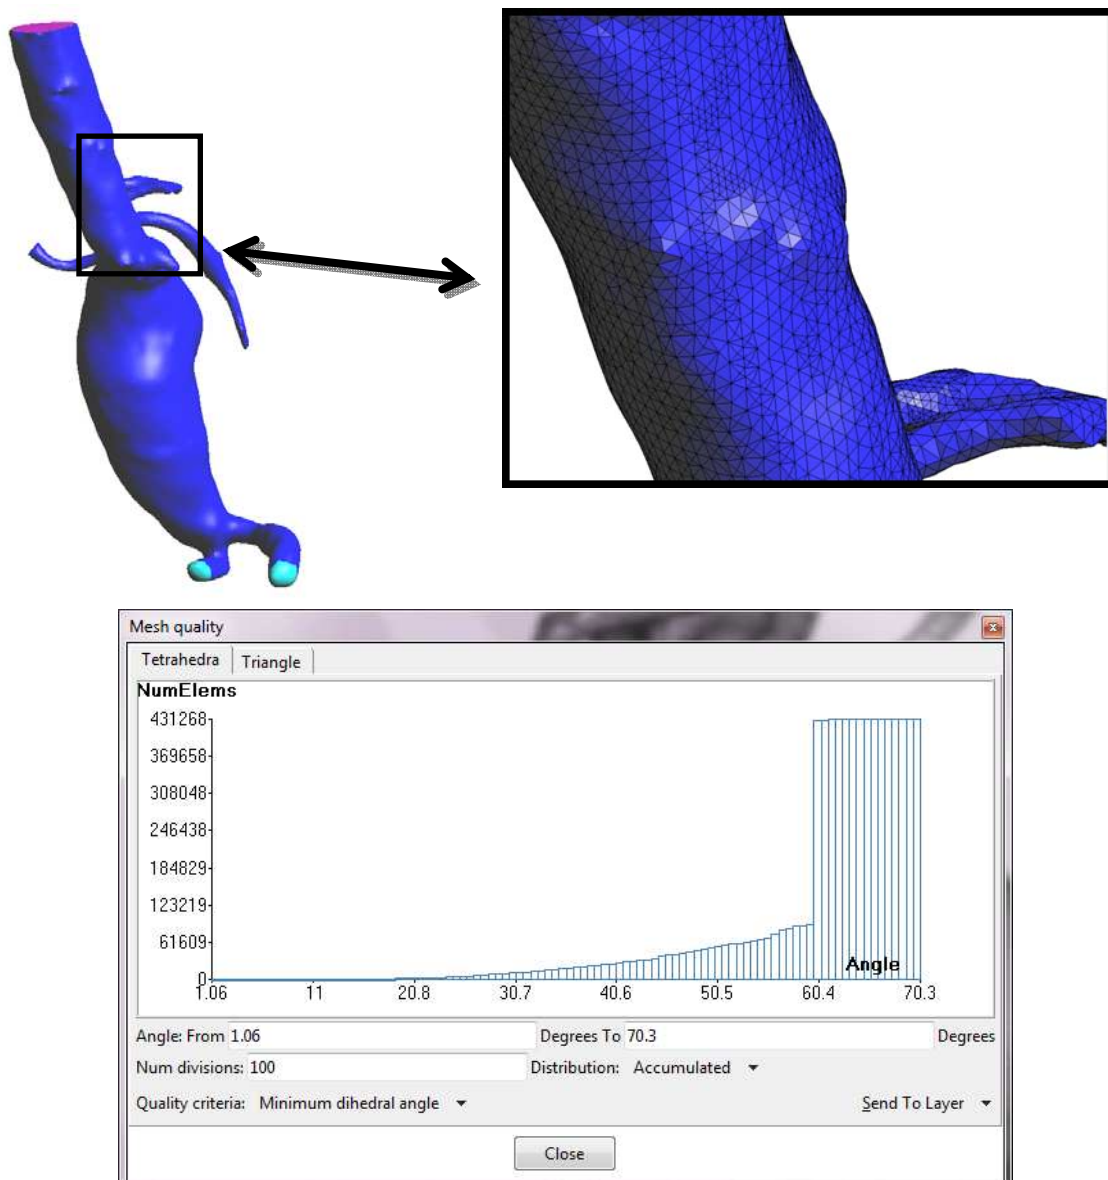 Mesh quality
Tetrahedra Triangle
NumElems
431268
369658
308048
246438
184829
123219
61609
0
Angle
1.06 11 20.8 30.7 40.6 50.5 60.4 70.3
Angle: From 1.06 Degrees To 70.3 Degrees
Num divisions: 100 Distribution: Accumulated
Quality criteria: Minimum dihedral angle Send To Layer
Close